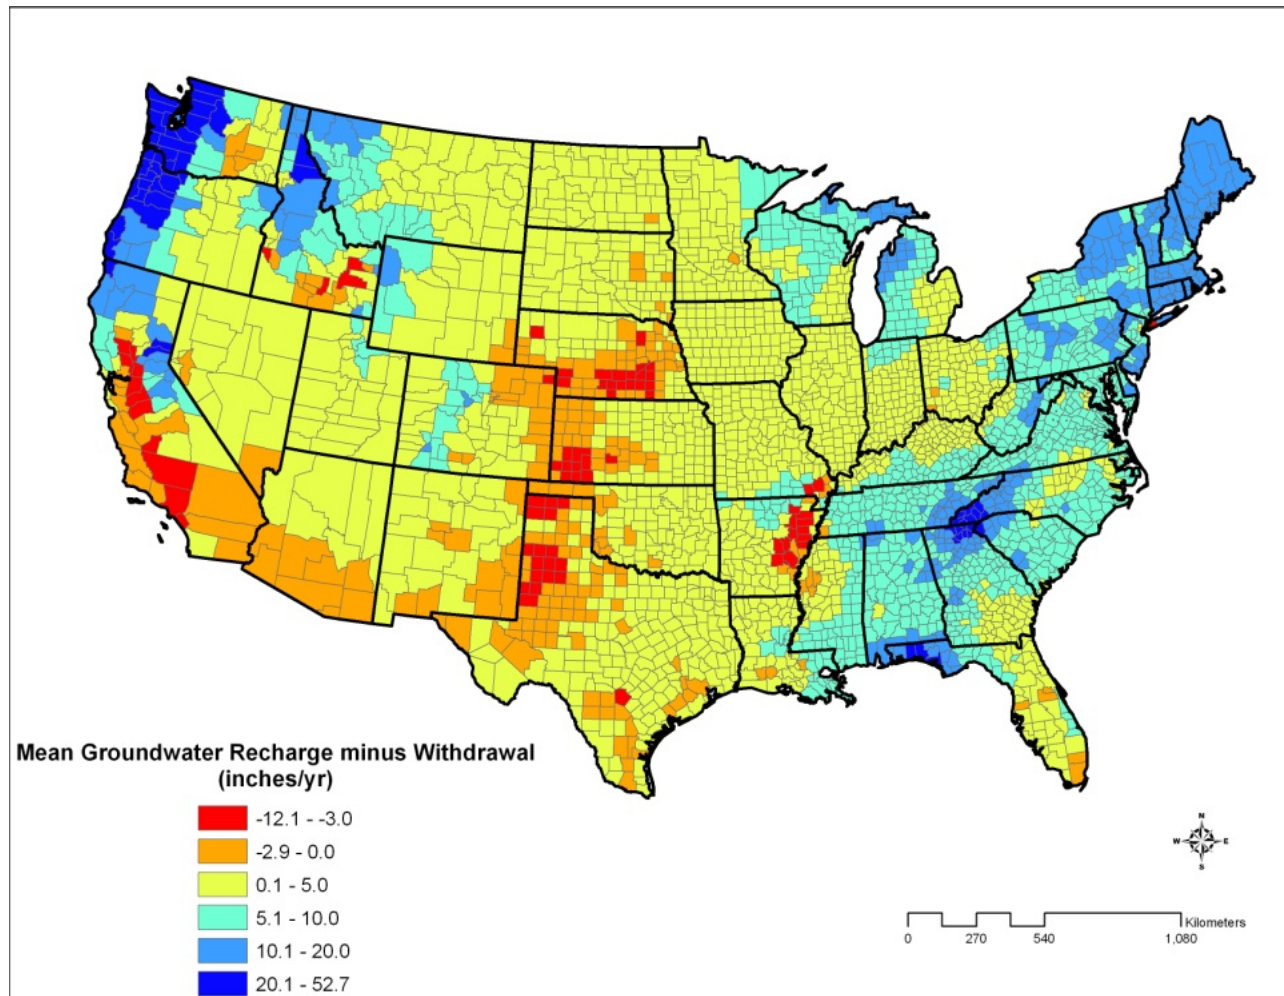 Mean Groundwater Recharge minus Withdrawal
(inches/yr)
-12.1 - -3.0
-2.9 - 0.0
0.1 - 5.0
5.1 - 10.0
10.1 - 20.0
20.1 - 52.7
N
W E
S
Kilometers
0 270 540 1,080